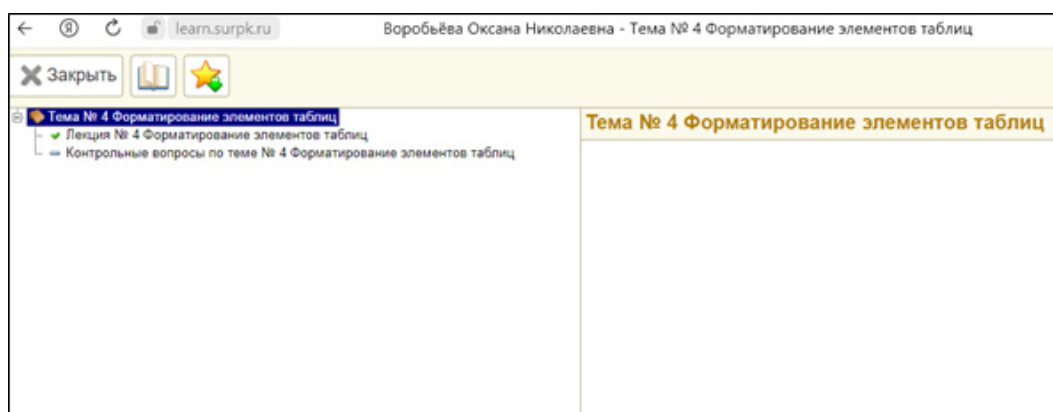 learn.surpk.ru Воробьёва Оксана Николаевна - Тема № 4 Форматирование элементов таблиц
Закрыть
Тема № 4 Форматирование элементов таблиц
Лекция № 4 Форматирование элементов таблиц
Контрольные вопросы по теме № 4 Форматирование элементов таблиц
Тема № 4 Форматирование элементов таблиц